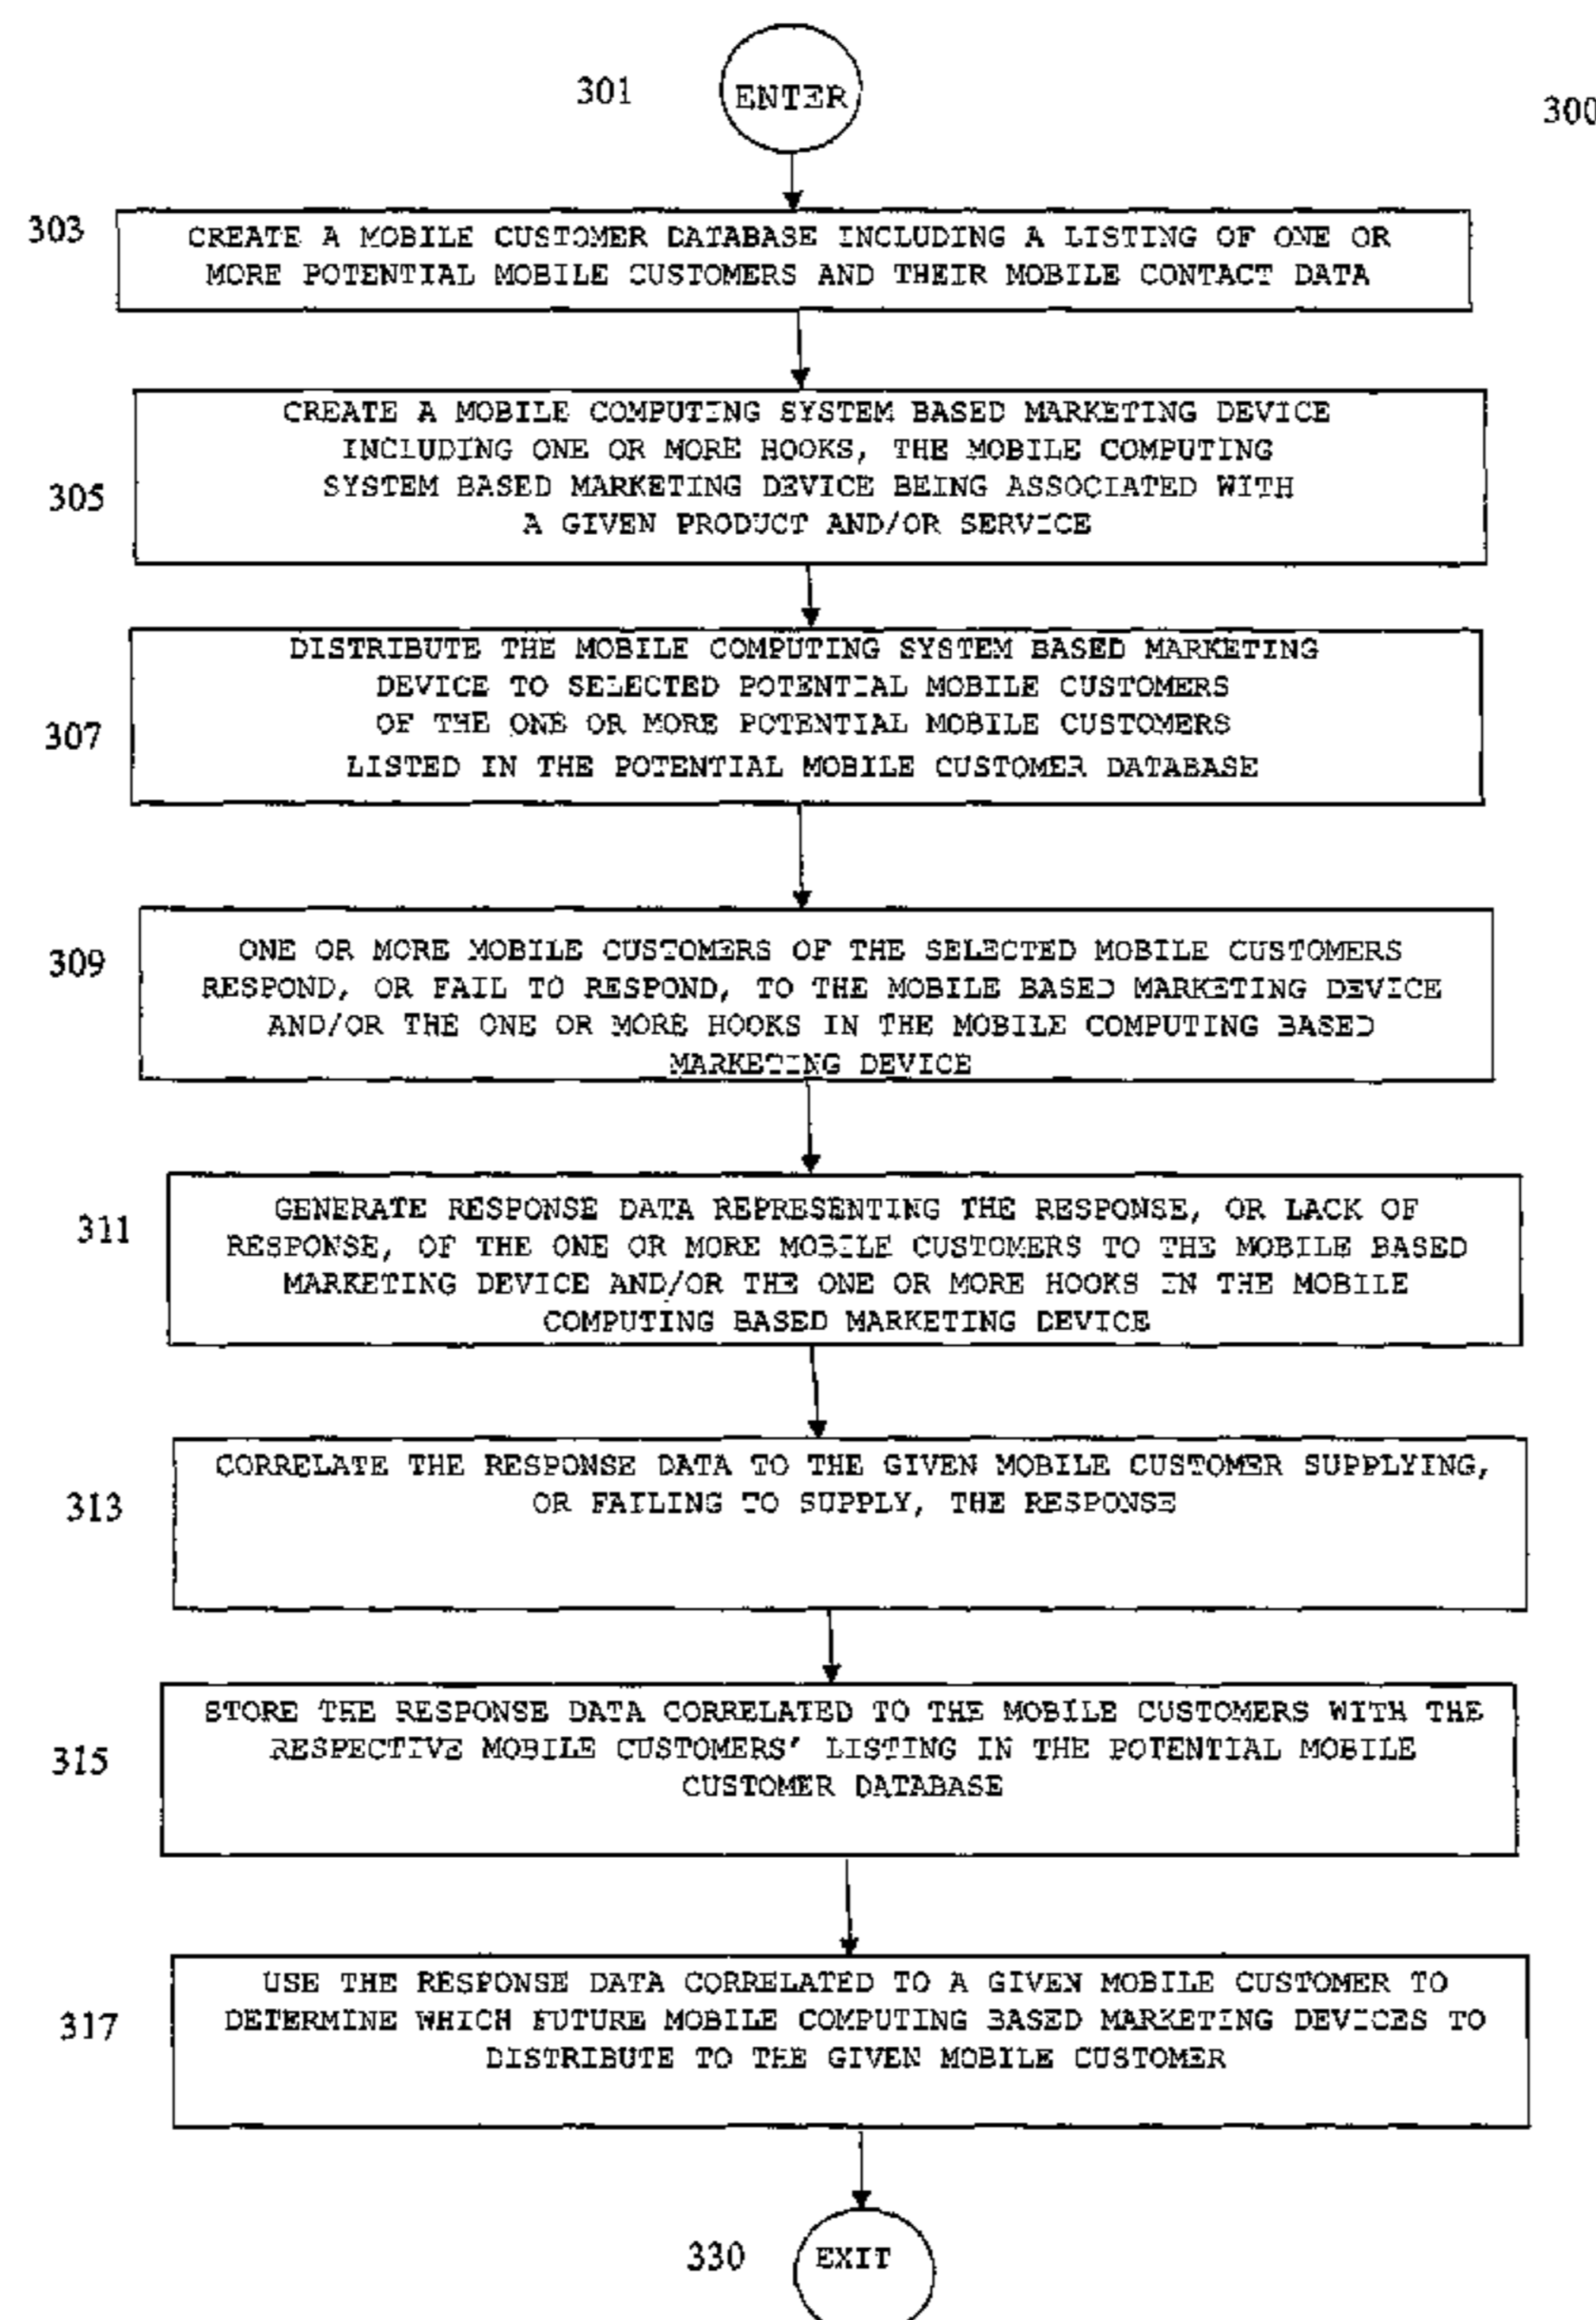 301 ENTER
300
303
CREATE A MOBILE CUSTOMER DATABASE INCLUDING A LISTING OF ONE OR
MORE POTENTIAL MOBILE CUSTOMERS AND THEIR MOBILE CONTACT DATA
CREATE A MOBILE COMPUTING SYSTEM BASED MARKETING DEVICE
INCLUDING ONE OR MORE HOOKS, THE MOBILE COMPUTING
305
SYSTEM BASED MARKETING DEVICE BEING ASSOCIATED WITH
A GIVEN PRODUCT AND/OR SERVICE
DISTRIBUTE THE MOBILE COMPUTING SYSTEM BASED MARKETING
DEVICE TO SELECTED POTENTIAL MOBILE CUSTOMERS
OF THE ONE OR MORE POTENTIAL MOBILE CUSTOMERS
307
LISTED IN THE POTENTIAL MOBILE CUSTOMER DATABASE
309
ONE OR MORE MOBILE CUSTOMERS OF THE SELECTED MOBILE CUSTOMERS
RESPOND, OR FAIL TO RESPOND, TO THE MOBILE BASED MARKETING DEVICE
AND/OR THE ONE OR MORE HOOKS IN THE MOBILE COMPUTING BASED
MARKETING DEVICE
311
GENERATE RESPONSE DATA REPRESENTING THE RESPONSE, OR LACK OF
RESPONSE, OF THE ONE OR MORE MOBILE CUSTOMERS TO THE MOBILE BASED
MARKETING DEVICE AND/OR THE ONE OR MORE HOOKS IN THE MOBILE
COMPUTING BASED MARKETING DEVICE
313
CORRELATE THE RESPONSE DATA TO THE GIVEN MOBILE CUSTOMER SUPPLYING,
OR FAILING TO SUPPLY, THE RESPONSE
315
STORE THE RESPONSE DATA CORRELATED TO THE MOBILE CUSTOMERS WITH THE
RESPECTIVE MOBILE CUSTOMERS' LISTING IN THE POTENTIAL MOBILE
CUSTOMER DATABASE
317
USE THE RESPONSE DATA CORRELATED TO A GIVEN MOBILE CUSTOMER TO
DETERMINE WHICH FUTURE MOBILE COMPUTING BASED MARKETING DEVICES TO
DISTRIBUTE TO THE GIVEN MOBILE CUSTOMER
330 EXIT